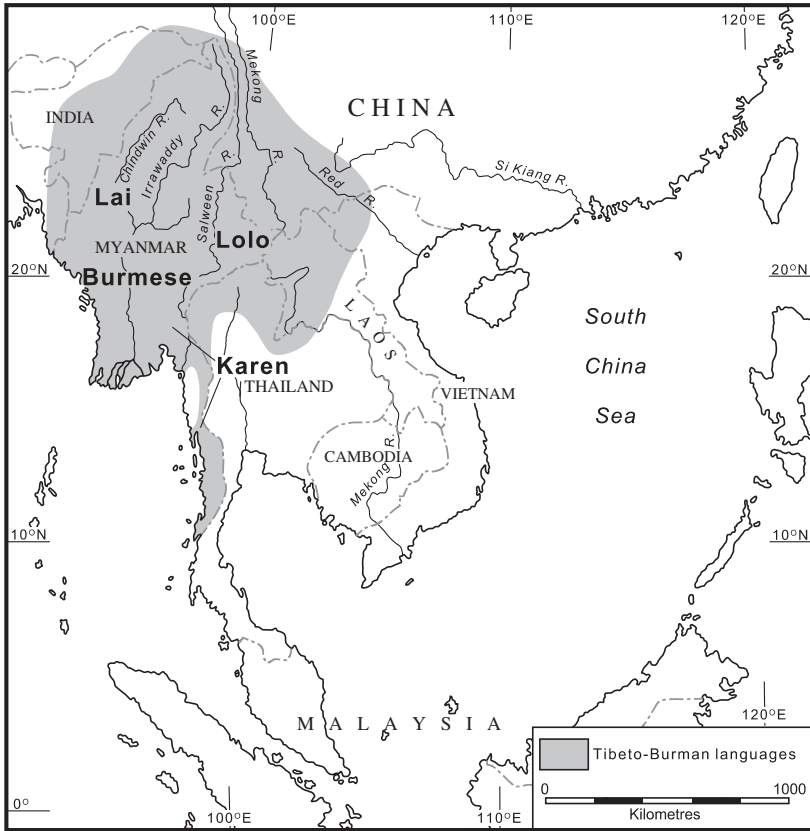 100°E
110°E
120°E
Mekong
R.
CHINA
INDIA
Chindwin R.
Irrawaddy
R.
Red
R.
Si Kiang R.
Lai
Salween
R.
Lolo
MYANMAR
20°N
Burmese
20°N
LAOS
South
China
Sea
Karen
THAILAND
VIETNAM
CAMBODIA
Mekong
R.
10°N
10°N
MALAYSIA
120°E
Tibeto-Burman languages
0
1000
Kilometres
0°
100°E
110°E